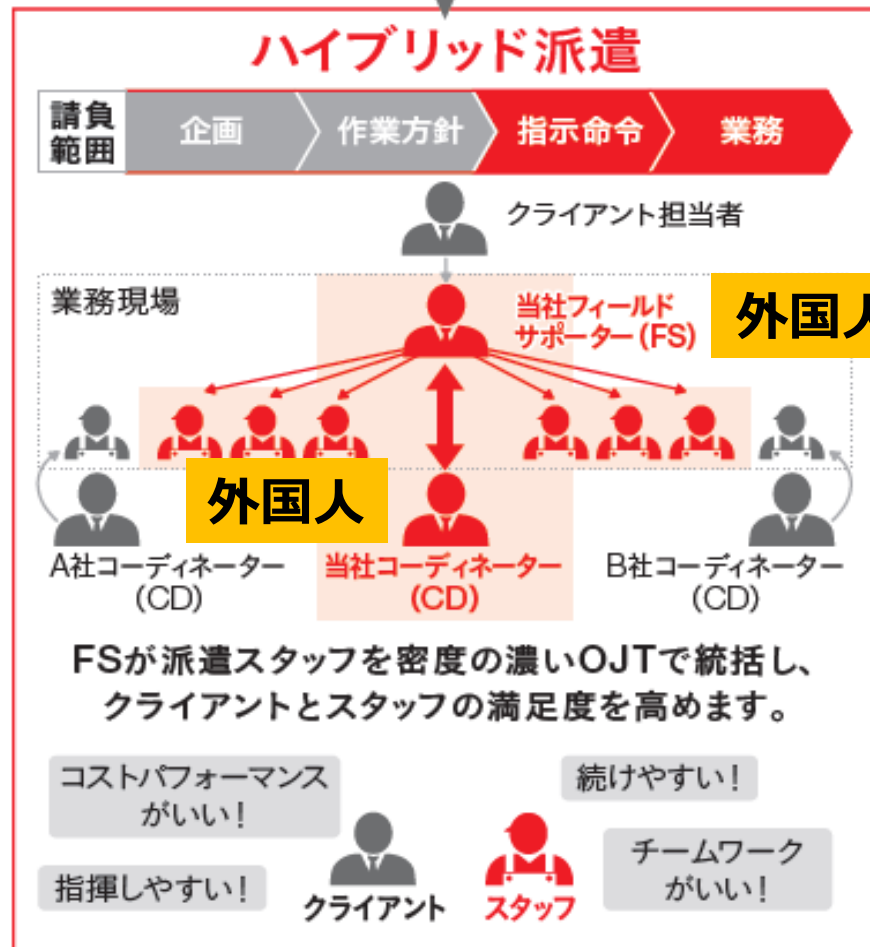 ハイブリッド派遣
請負
範囲
企画
作業方針
指示命令
業務
クライアント担当者
業務現場
当社フィールド
サポーター(FS)
外国人
外国人
A社コーディネーター
(CD)
当社コーディネーター
(CD)
B社コーディネーター
(CD)
FSが派遣スタッフを密度の濃いOJTで統括し、
クライアントとスタッフの満足度を高めます。
コストパフォーマンス
がいい!
続けやすい!
指揮しやすい!
チームワーク
がいい!
クライアント
スタッフ